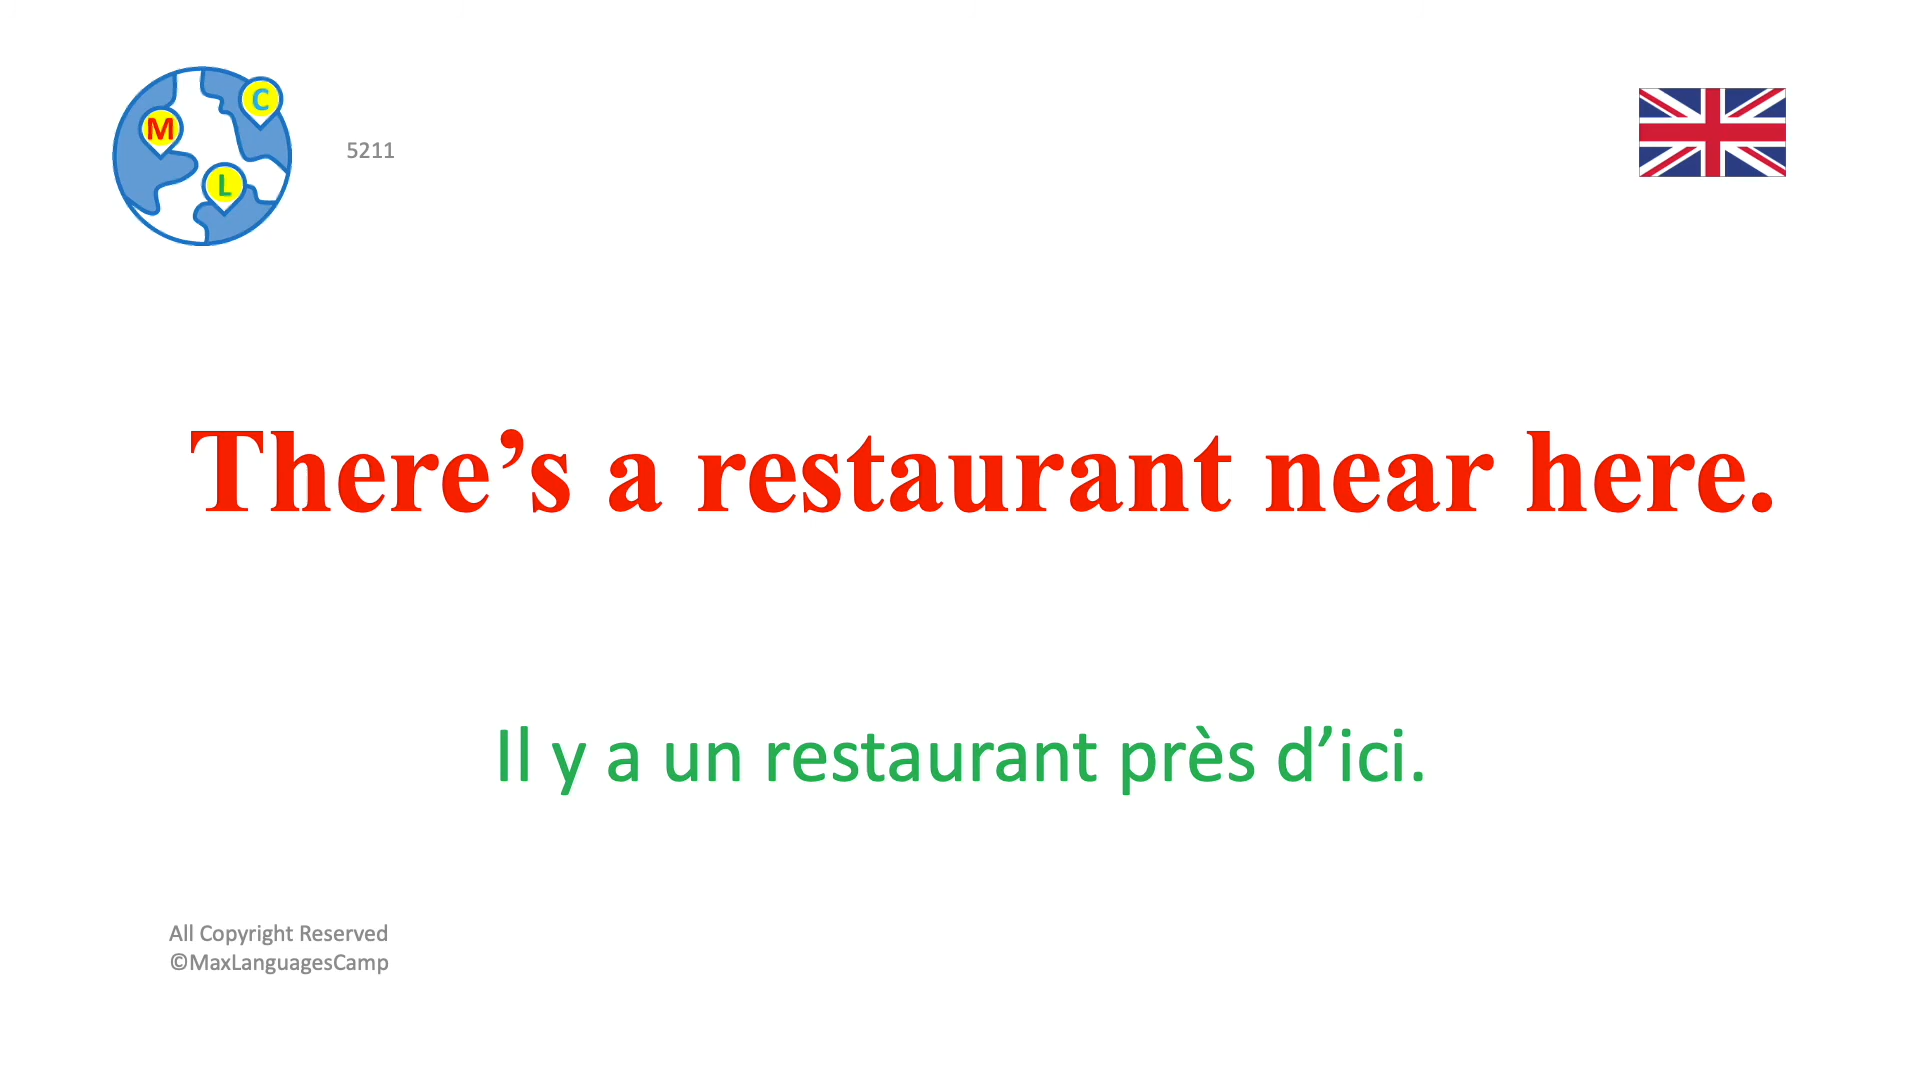 M
C
L
5211
There’s a restaurant near here.
Il y a un restaurant près d’ici.
All Copyright Reserved
©MaxLanguagesCamp